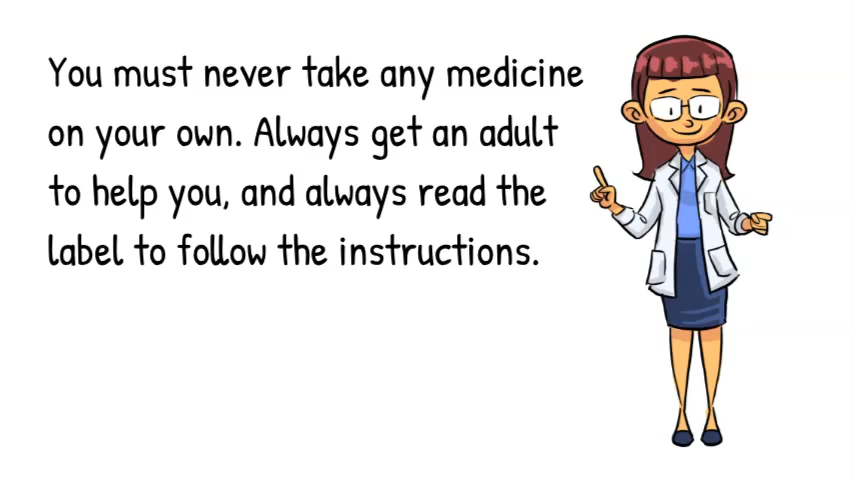 You must never take any medicine
on your own. Always get an adult
to help you, and always read the
label to follow the instructions.